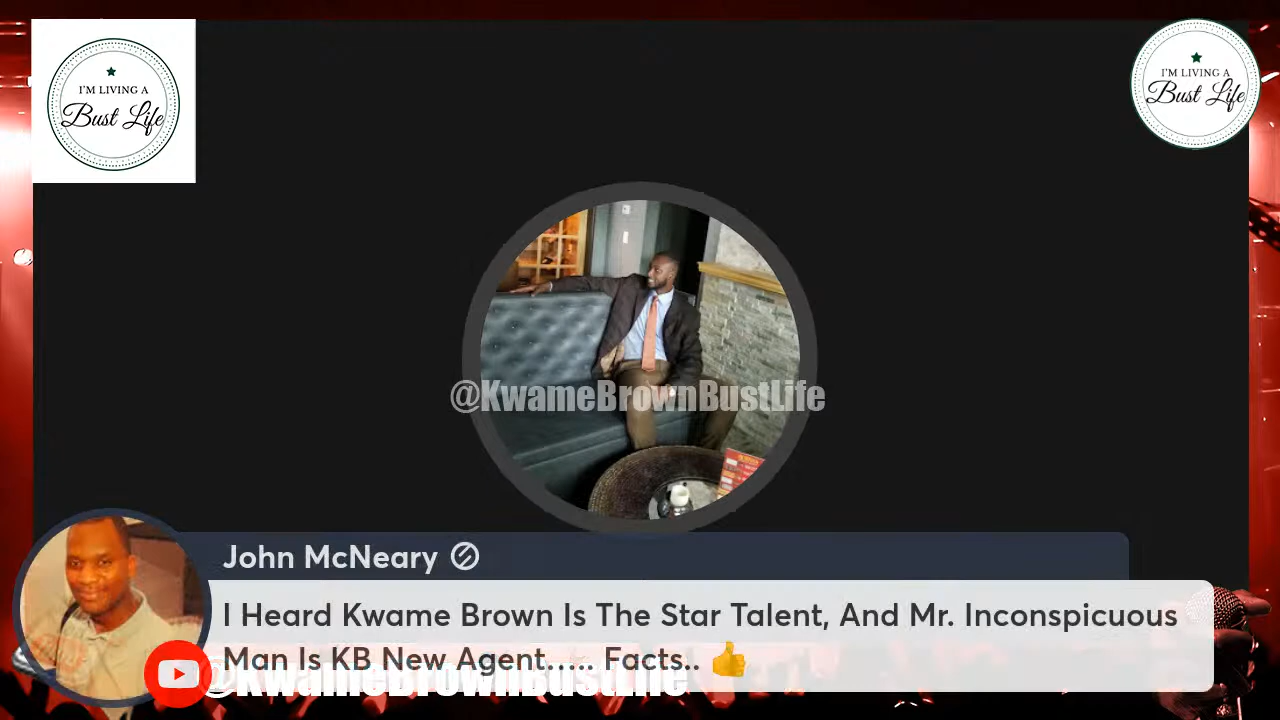 I'M LIVING A
Bust Life
I'M LIVING A
Bust Life
@KwameBrownBustLife
John McNeary
I Heard Kwame Brown Is The Star Talent, And Mr. Inconspicuous
Man Is KB New Agent..... Facts.. 👍
@KwameBrownBustLife